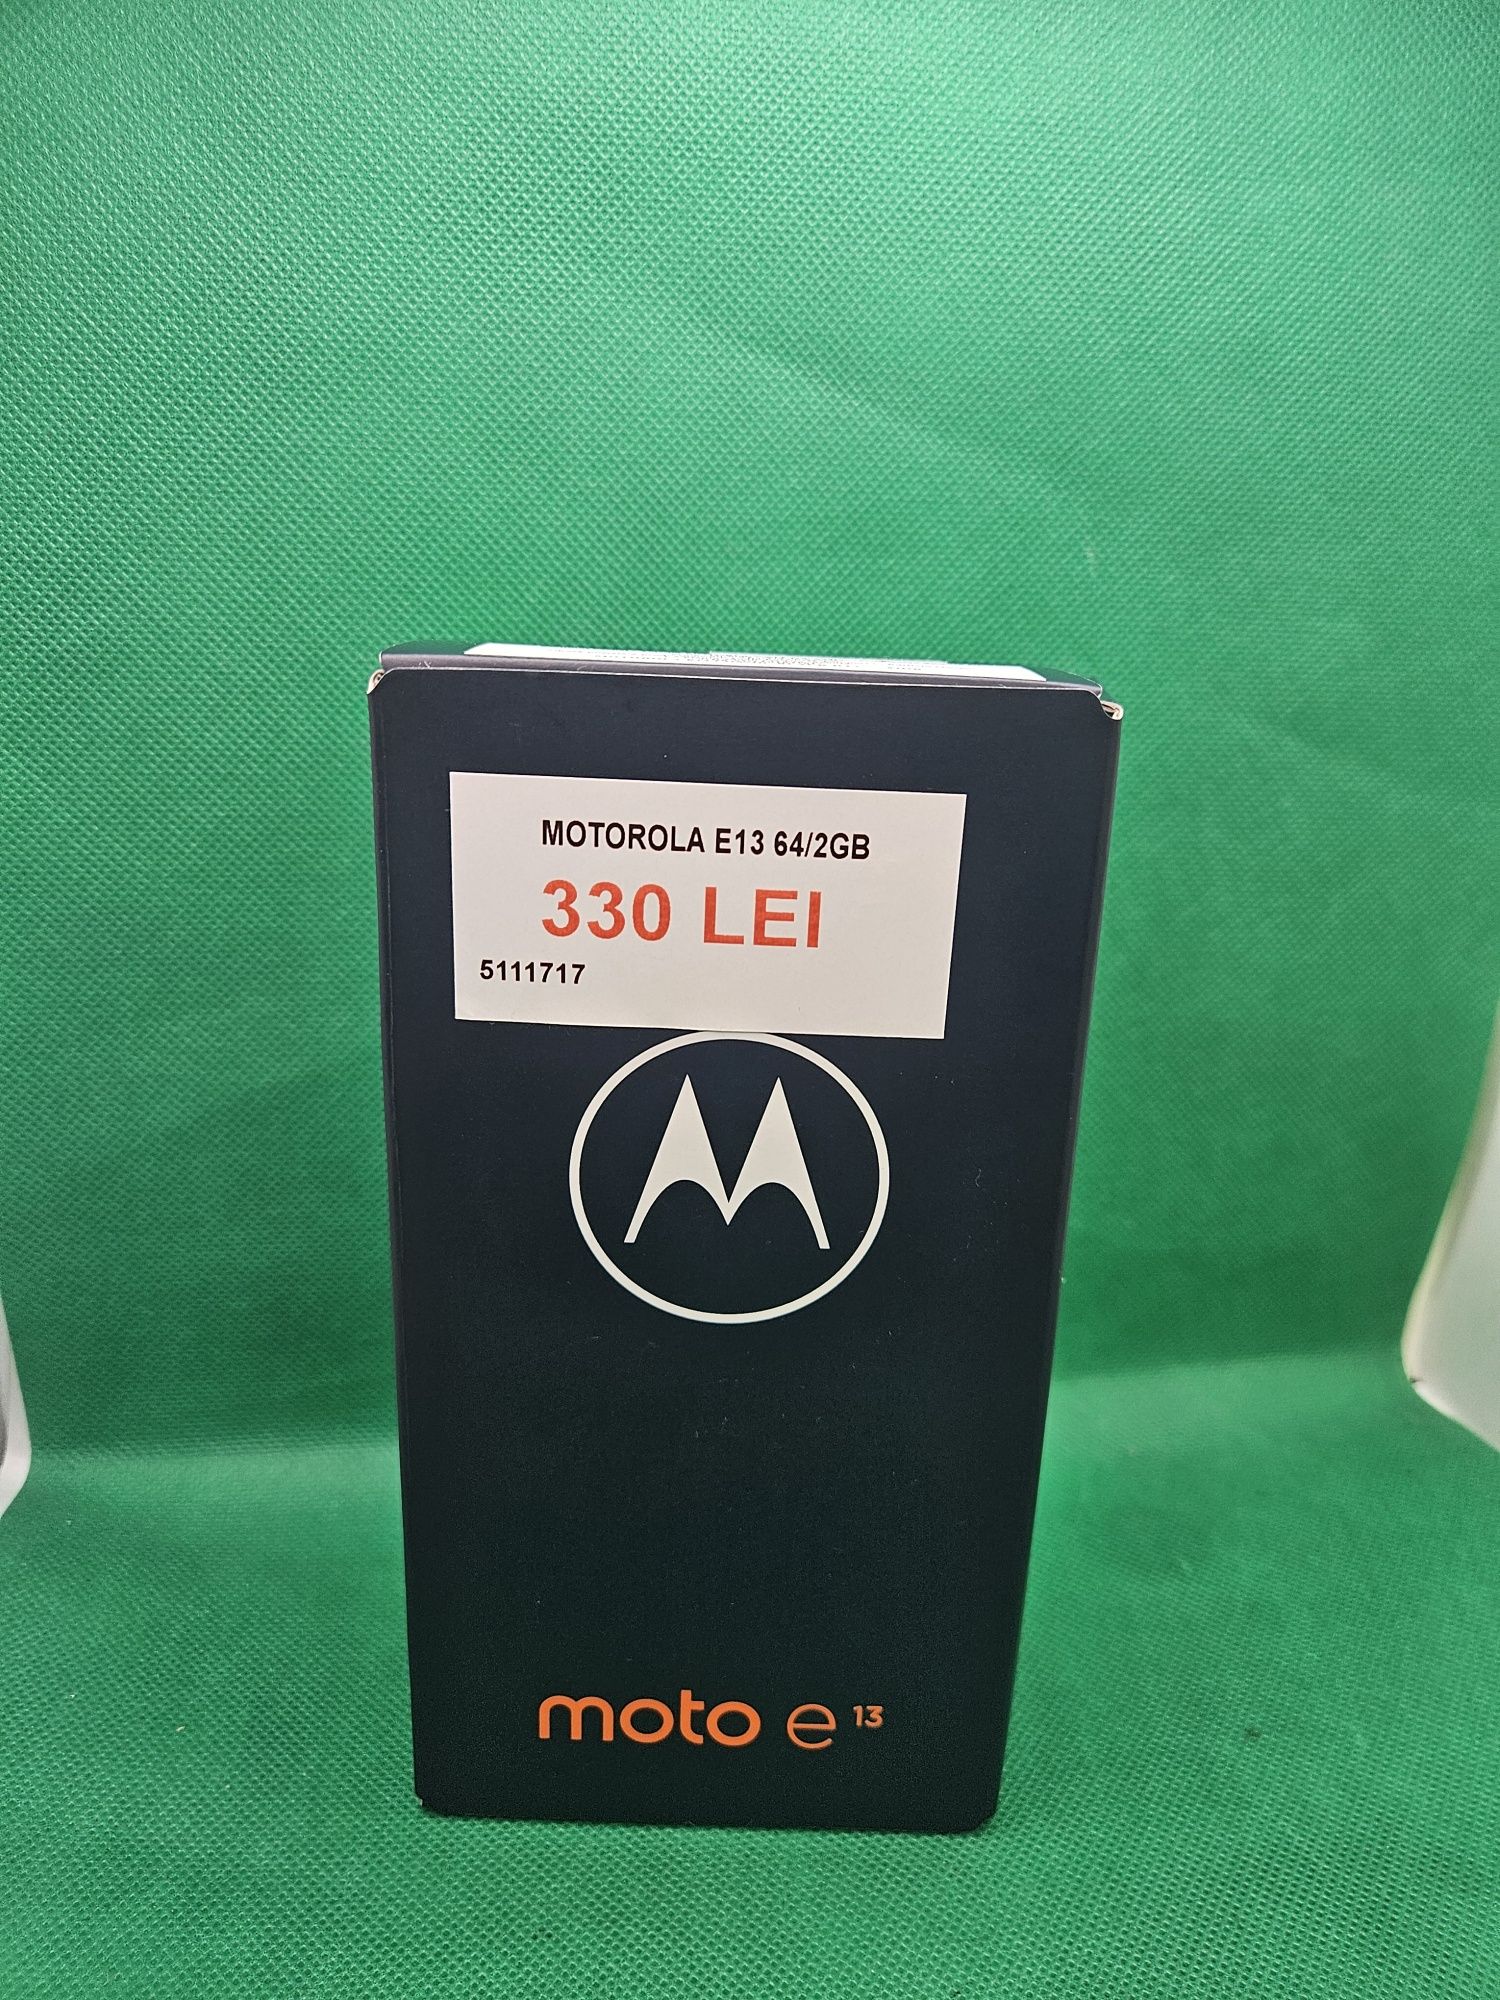 MOTOROLA E13 64/2GB
330 LEI
5111717
moto e 13